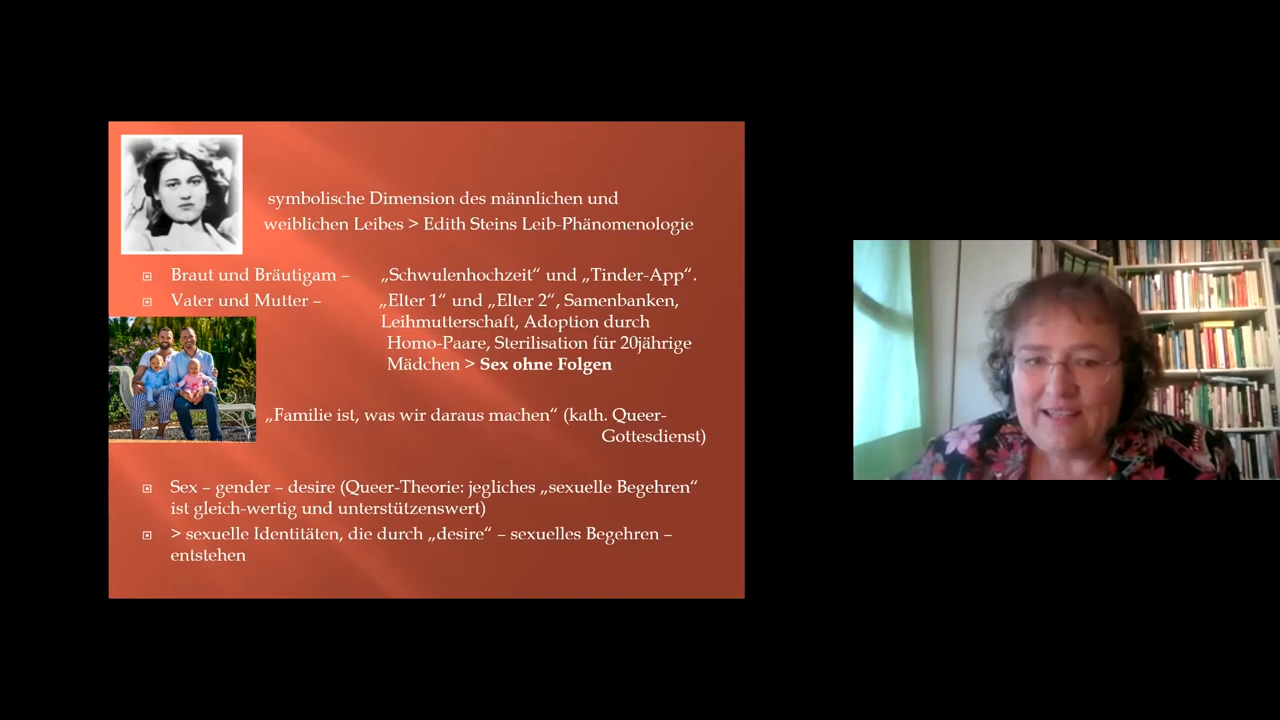 symbolische Dimension des männlichen und
weiblichen Leibes > Edith Steins Leib-Phänomenologie
Braut und Bräutigam – „Schwulenhochzeit“ und „Tinder-App“.
Vater und Mutter – „Elter 1“ und „Elter 2“, Samenbanken,
Leihmutterschaft, Adoption durch
Homo-Paare, Sterilisation für 20jährige
Mädchen > Sex ohne Folgen
„Familie ist, was wir daraus machen“ (kath. Queer-
Gottesdienst)
Sex – gender – desire (Queer-Theorie: jegliches „sexuelle Begehren“
ist gleich-wertig und unterstützenswert)
> sexuelle Identitäten, die durch „desire“ – sexuelles Begehren –
entstehen